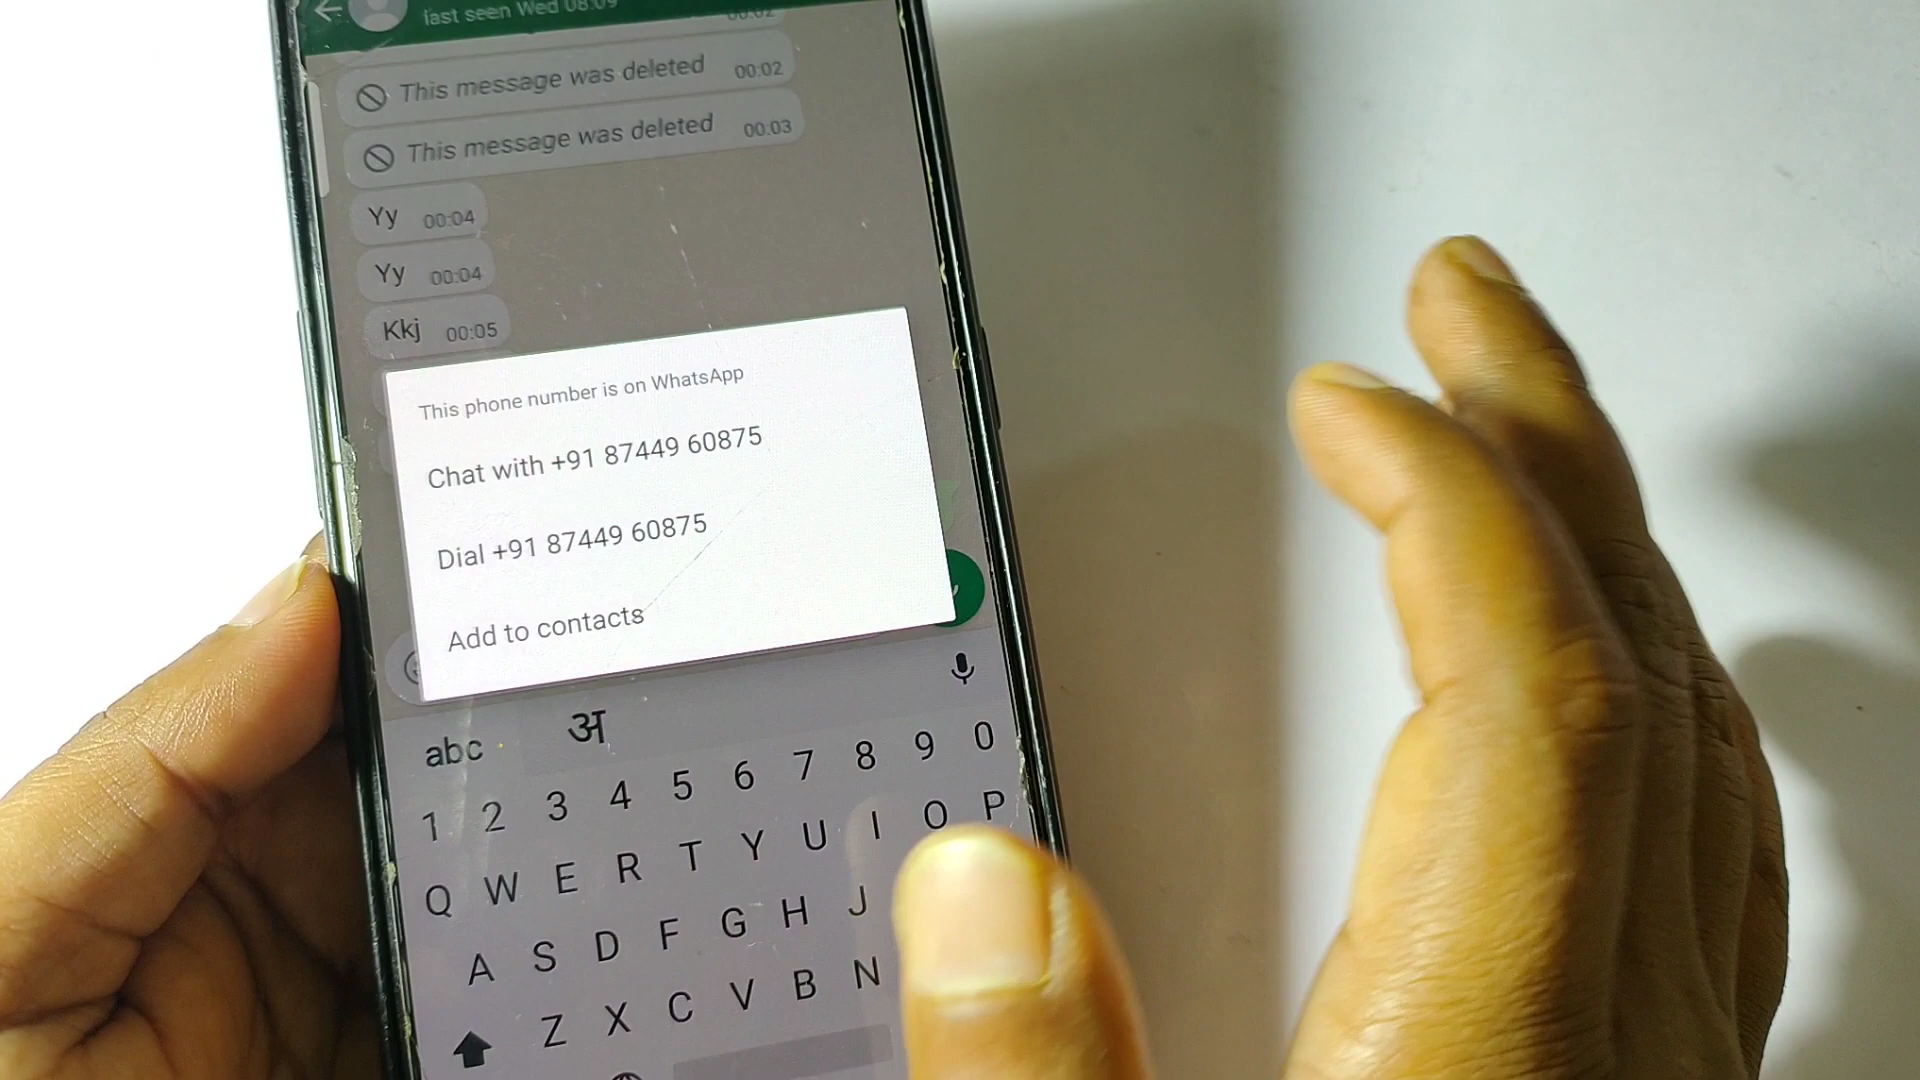 last seen Wed 08:09
00:02
This message was deleted 00:02
This message was deleted 00:03
Yy 00:04
Yy 00:04
Kkj 00:05
This phone number is on WhatsApp
Chat with +91 87449 60875
Dial +91 87449 60875
Add to contacts
abc अ
1 2 3 4 5 6 7 8 9 0
Q W E R T Y U I O P
A S D F G H J
Z X C V B N